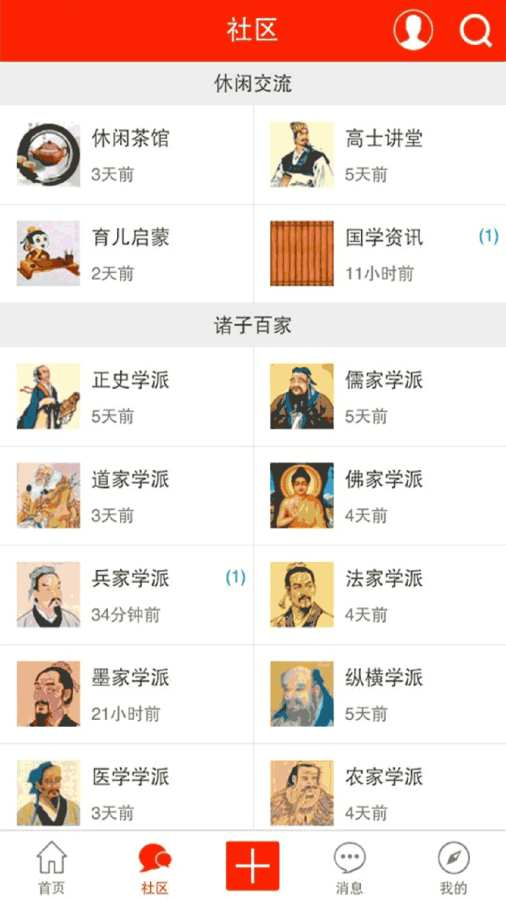 社区
休闲交流
休闲茶馆
3天前
高士讲堂
5天前
育儿启蒙
2天前
国学资讯
(1)
11小时前
诸子百家
正史学派
5天前
儒家学派
5天前
道家学派
3天前
佛家学派
4天前
兵家学派
(1)
34分钟前
法家学派
4天前
墨家学派
21小时前
纵横学派
5天前
医学学派
3天前
农家学派
4天前
首页
社区
消息
我的